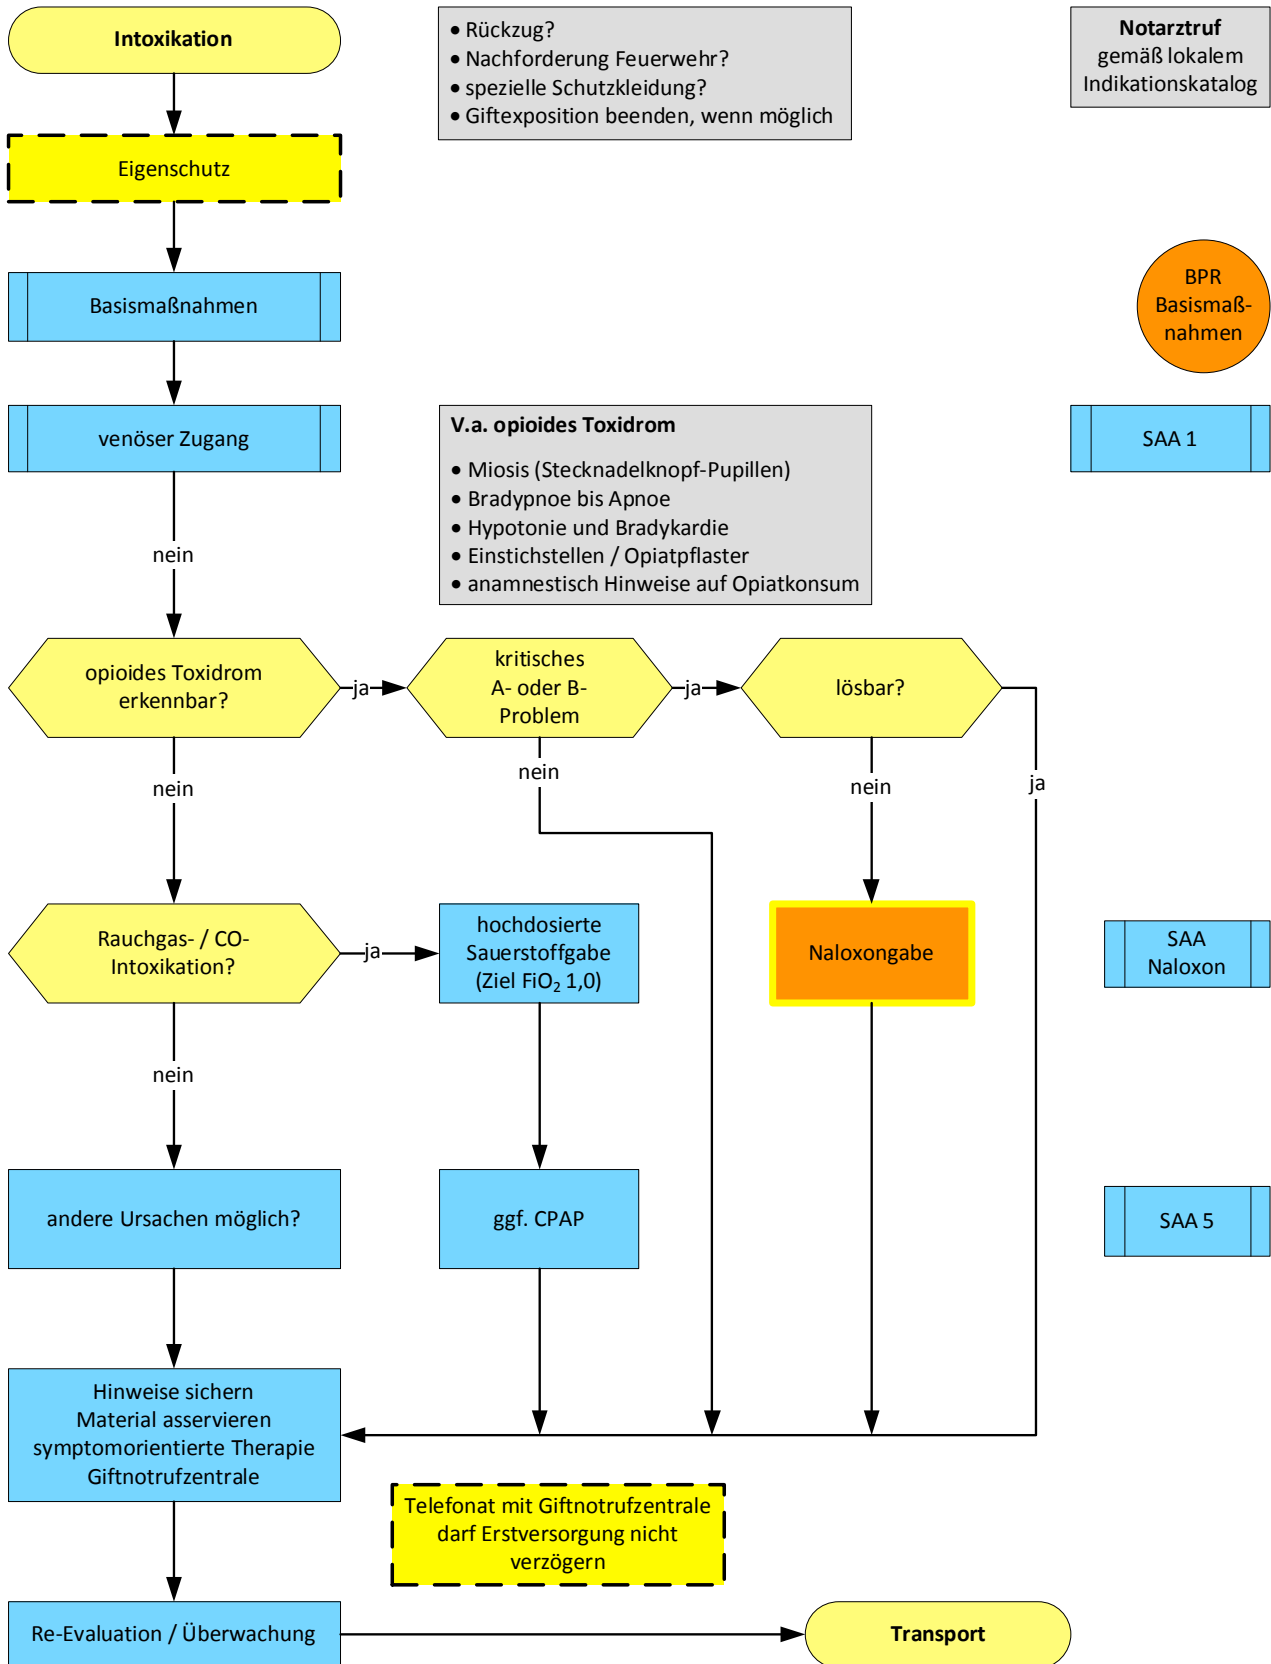 Intoxikation
• Rückzug?
• Nachforderung Feuerwehr?
• spezielle Schutzkleidung?
• Giftexposition beenden, wenn möglich
Notarztruf
gemäß lokalem
Indikationskatalog
Eigenschutz
Basismaßnahmen
BPR
Basismaß-
nahmen
venöser Zugang
V.a. opioides Toxidrom
• Miosis (Stecknadelknopf-Pupillen)
• Bradypnoe bis Apnoe
• Hypotonie und Bradykardie
• Einstichstellen / Opiatpflaster
• anamnestisch Hinweise auf Opiatkonsum
SAA 1
nein
opioides Toxidrom
erkennbar?
ja
kritisches
A- oder B-
Problem
ja
lösbar?
nein
nein
nein
ja
Rauchgas- / CO-
Intoxikation?
ja
hochdosierte
Sauerstoffgabe
(Ziel FiO₂ 1,0)
Naloxongabe
SAA
Naloxon
nein
andere Ursachen möglich?
ggf. CPAP
SAA 5
Hinweise sichern
Material asservieren
symptomorientierte Therapie
Giftnotrufzentrale
Telefonat mit Giftnotrufzentrale
darf Erstversorgung nicht
verzögern
Re-Evaluation / Überwachung
Transport